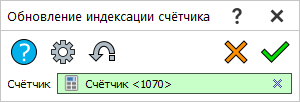 Обновление индексации счётчика ?
?
Счётчик Счётчик <1070>